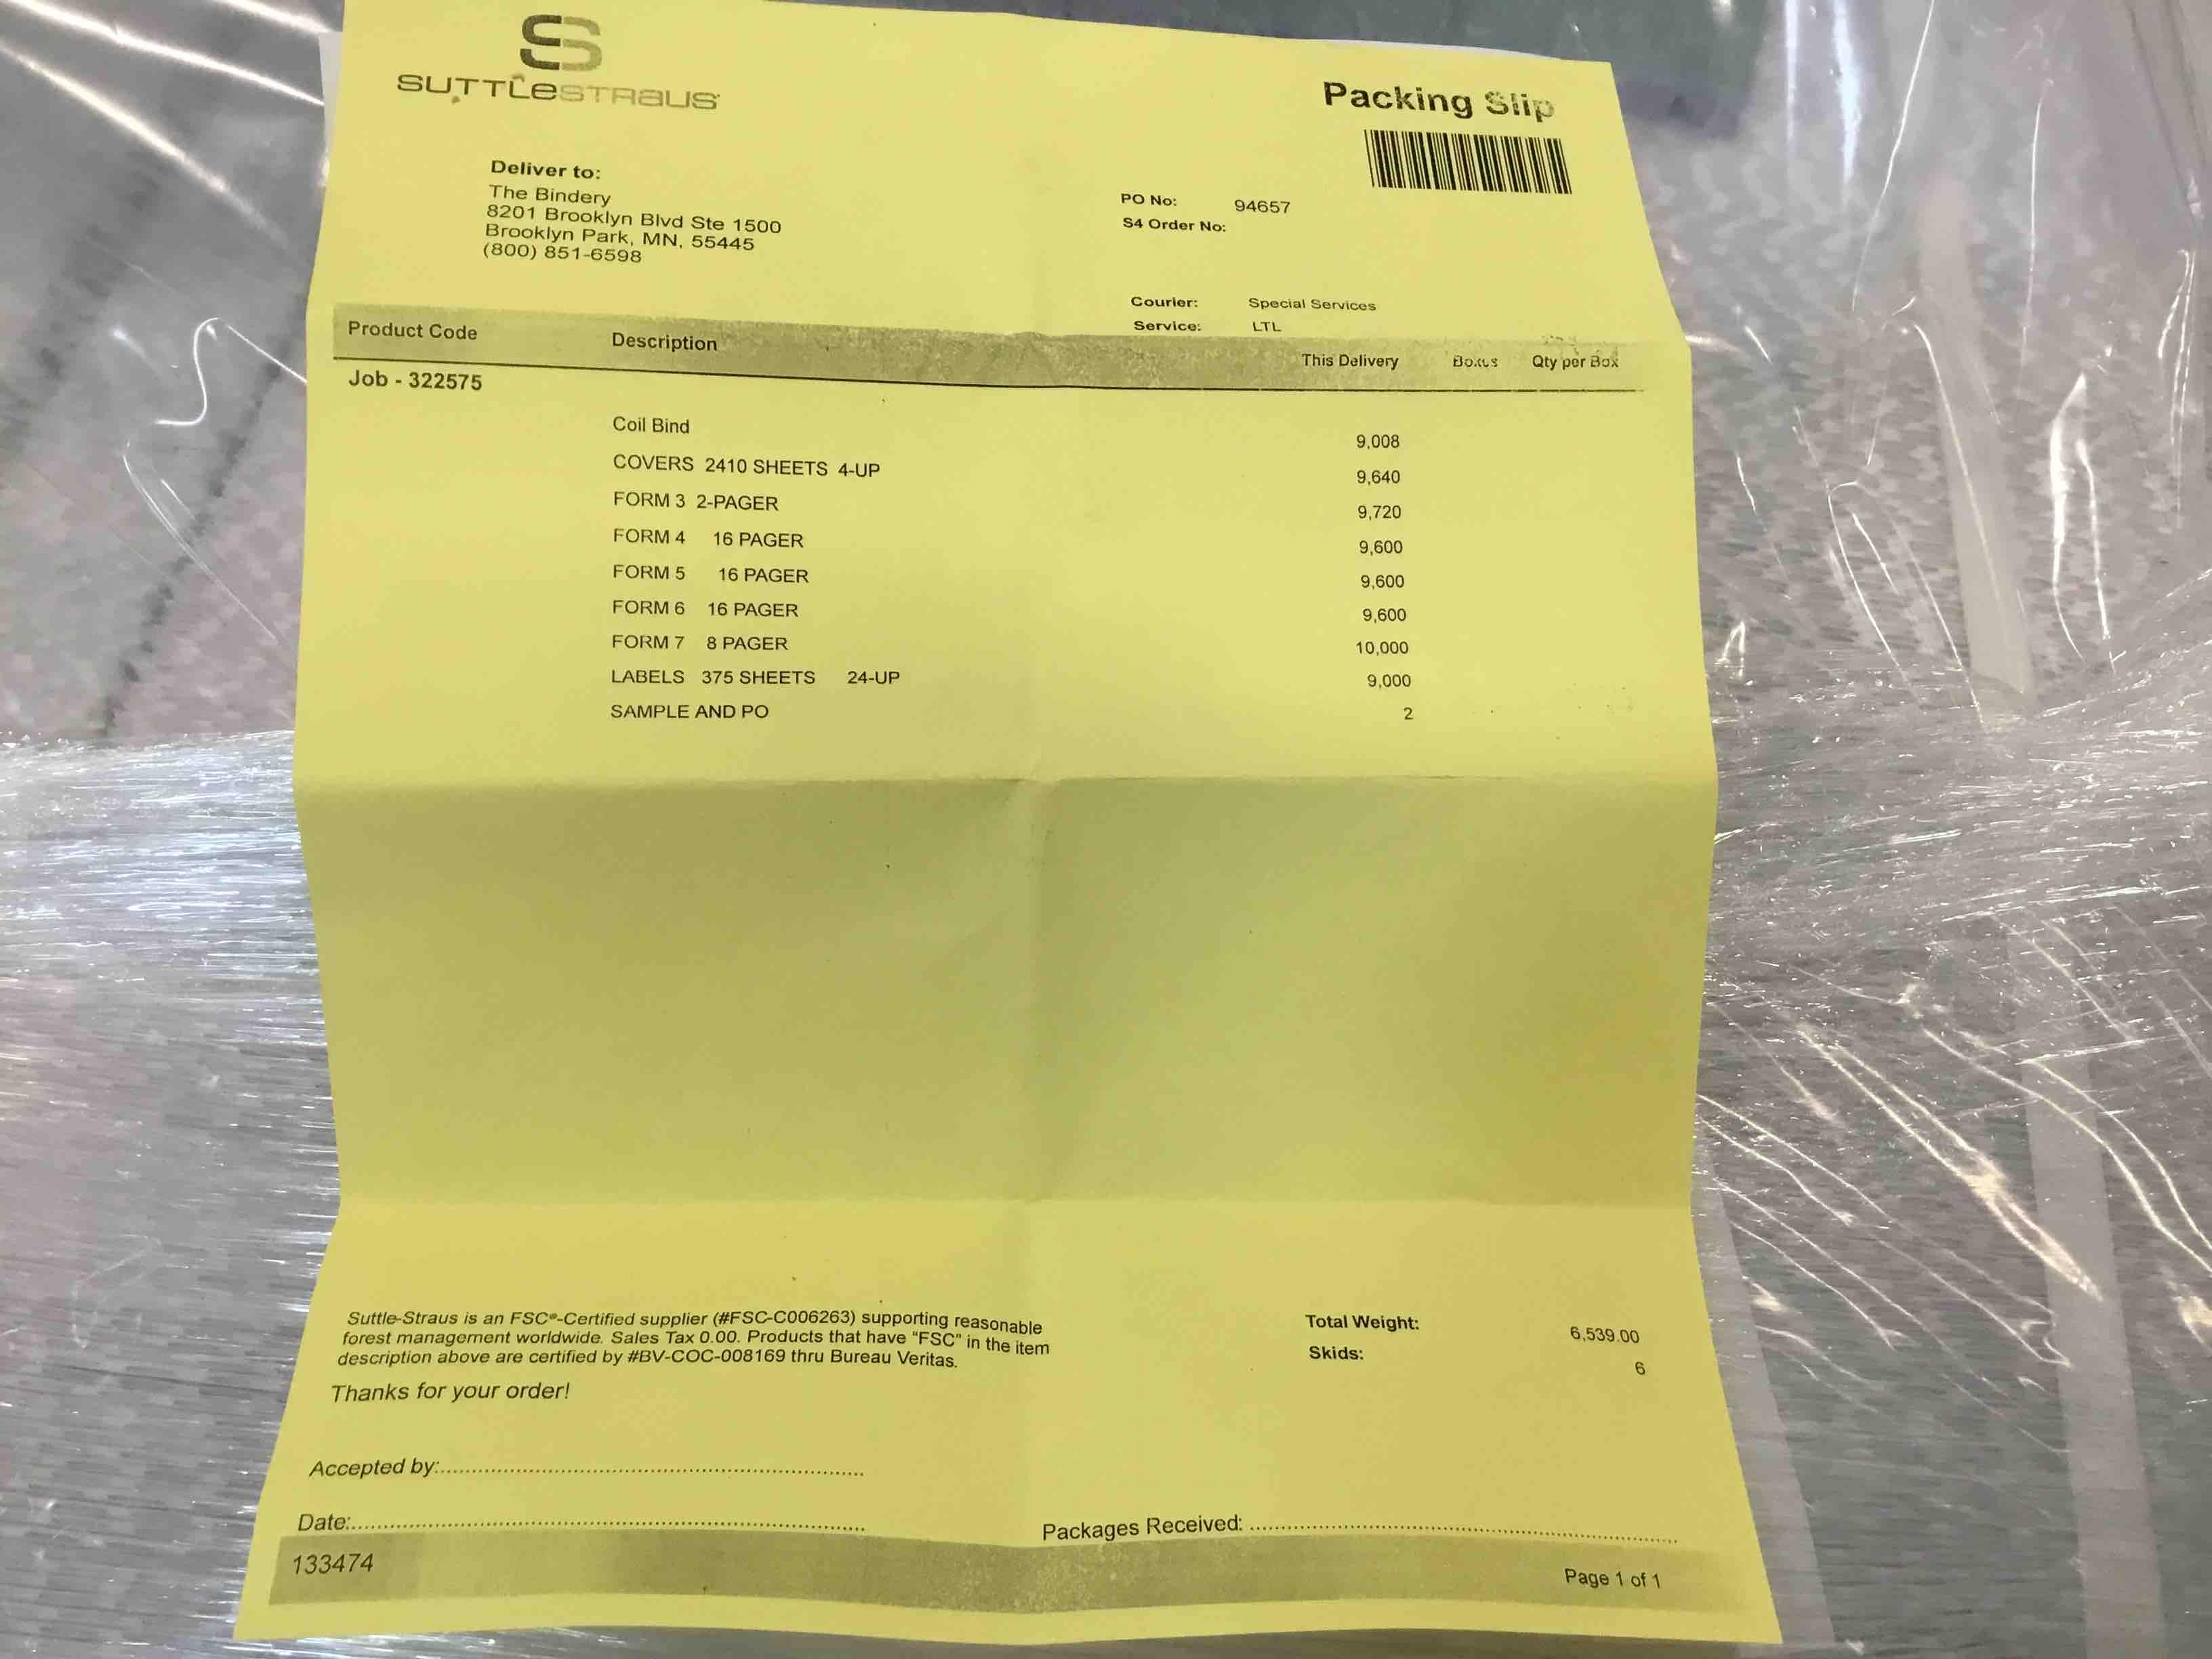 SUTTLESTRAUS
Packing Slip
Deliver to:
The Bindery
8201 Brooklyn Blvd Ste 1500
Brooklyn Park, MN, 55445
(800) 851-6598
PO No: 94657
S4 Order No:
Courier: Special Services
Service: LTL
Product Code Description This Delivery Boxes Qty per Box
Job - 322575
Coil Bind 9,008
COVERS 2410 SHEETS 4-UP 9,640
FORM 3 2-PAGER 9,720
FORM 4 16 PAGER 9,600
FORM 5 16 PAGER 9,600
FORM 6 16 PAGER 9,600
FORM 7 8 PAGER 10,000
LABELS 375 SHEETS 24-UP 9,000
SAMPLE AND PO 2
Suttle-Straus is an FSC®-Certified supplier (#FSC-C006263) supporting reasonable
forest management worldwide. Sales Tax 0.00. Products that have "FSC" in the item
description above are certified by #BV-COC-008169 thru Bureau Veritas.
Thanks for your order!
Total Weight: 6,539.00
Skids: 6
Accepted by:
Date:
Packages Received:
133474
Page 1 of 1